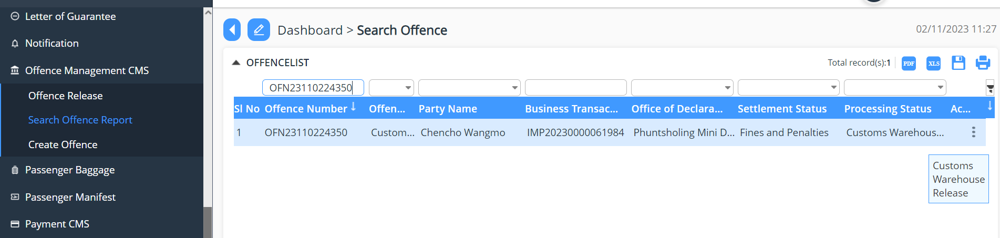 Letter of Guarantee
Notification
Offence Management CMS
Offence Release
Search Offence Report
Create Offence
Passenger Baggage
Passenger Manifest
Payment CMS
Dashboard > Search Offence
02/11/2023 11:27
OFFENCELIST
Total record(s):1
PDF
XLS
OFN23110224350
Sl No Offence Number Offen... Party Name Business Transac... Office of Declara... Settlement Status Processing Status Ac...
1 OFN23110224350 Custom... Chencho Wangmo IMP20230000061984 Phuntsholing Mini D... Fines and Penalties Customs Warehous...
Customs
Warehouse
Release